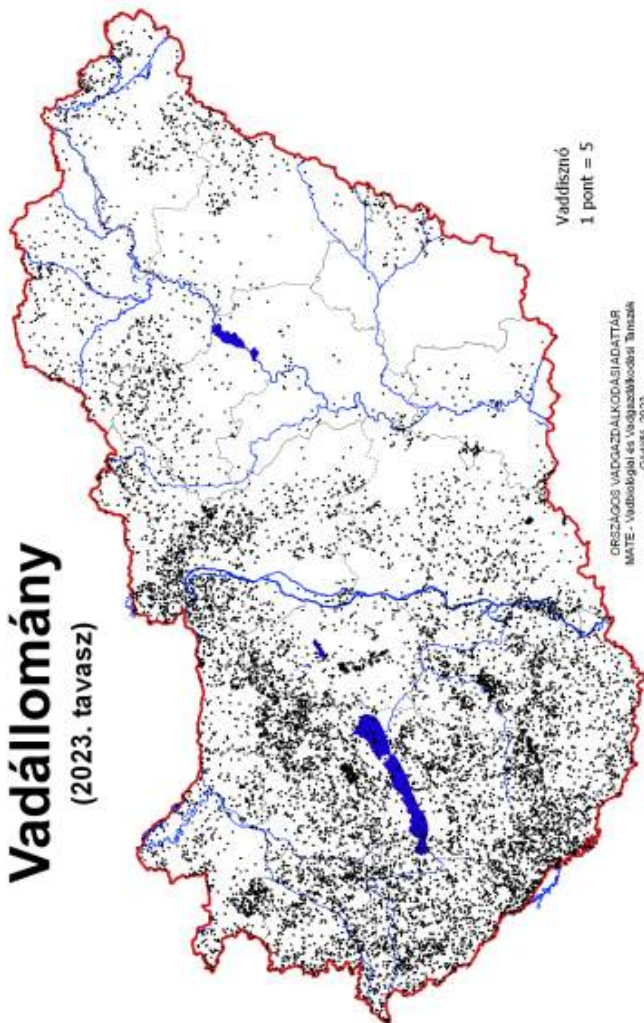 Vadállomány
(2023. tavasz)
Vaddisznó
1 pont = 5
ORSZÁGOS VADGAZDÁLKODÁSI ADATTÁR
MATE - Vadbiológiai és Vadgazdálkodási Tanszék